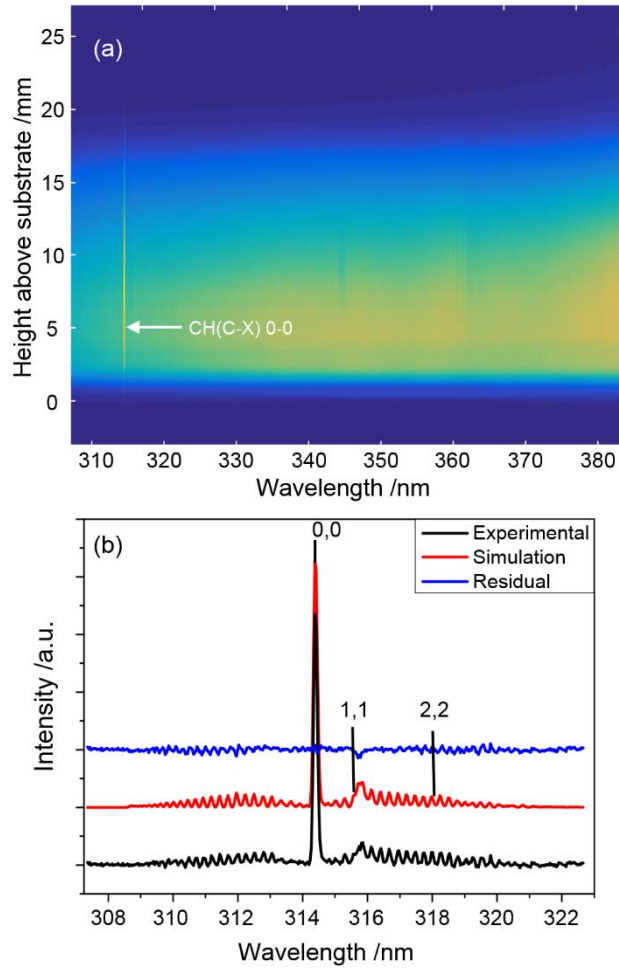 (a)
Height above substrate /mm
25
20
15
10
5
0
CH(C-X) 0-0
310 320 330 340 350 360 370 380
Wavelength /nm
(b)
0,0
Experimental
Simulation
Residual
1,1
2,2
Intensity /a.u.
308 310 312 314 316 318 320 322
Wavelength /nm